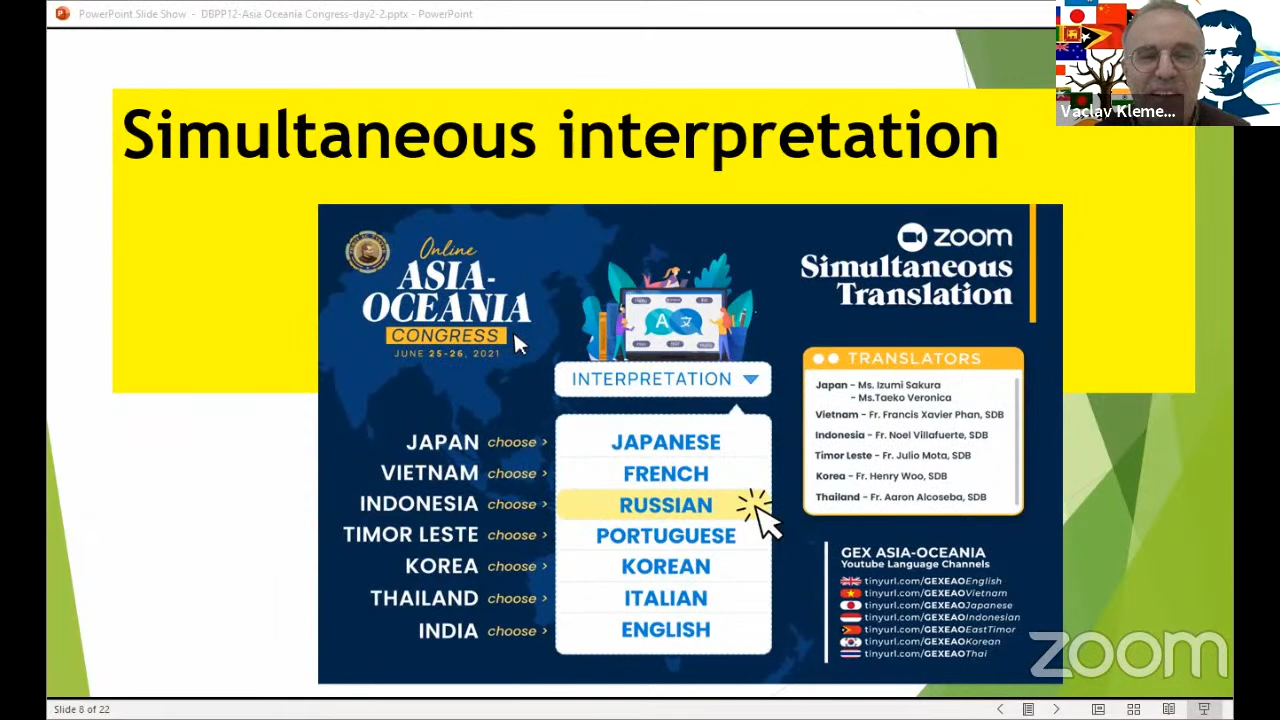 PowerPoint Slide Show - DBPP12-Asia Oceania Congress-day2-2.pptx - PowerPoint
Vaclav Kleme...
Simultaneous interpretation
Online
ASIA-
OCEANIA
CONGRESS
JUNE 25-26, 2021
zoom
Simultaneous
Translation
INTERPRETATION
JAPAN choose > JAPANESE
VIETNAM choose > FRENCH
INDONESIA choose > RUSSIAN
TIMOR LESTE choose > PORTUGUESE
KOREA choose > KOREAN
THAILAND choose > ITALIAN
INDIA choose > ENGLISH
TRANSLATORS
Japan - Ms. Izumi Sakura
- Ms.Taeko Veronica
Vietnam - Fr. Francis Xavier Phan, SDB
Indonesia - Fr. Noel Villafuerte, SDB
Timor Leste - Fr. Julio Mota, SDB
Korea - Fr. Henry Woo, SDB
Thailand - Fr. Aaron Alcoseba, SDB
GEX ASIA-OCEANIA
Youtube Language Channels
tinyurl.com/GEXEAOEnglish
tinyurl.com/GEXEAOVietnam
tinyurl.com/GEXEAOJapanese
tinyurl.com/GEXEAOIndonesian
tinyurl.com/GEXEAOEastTimor
tinyurl.com/GEXEAOKorean
tinyurl.com/GEXEAOThai
zoom
Slide 8 of 22